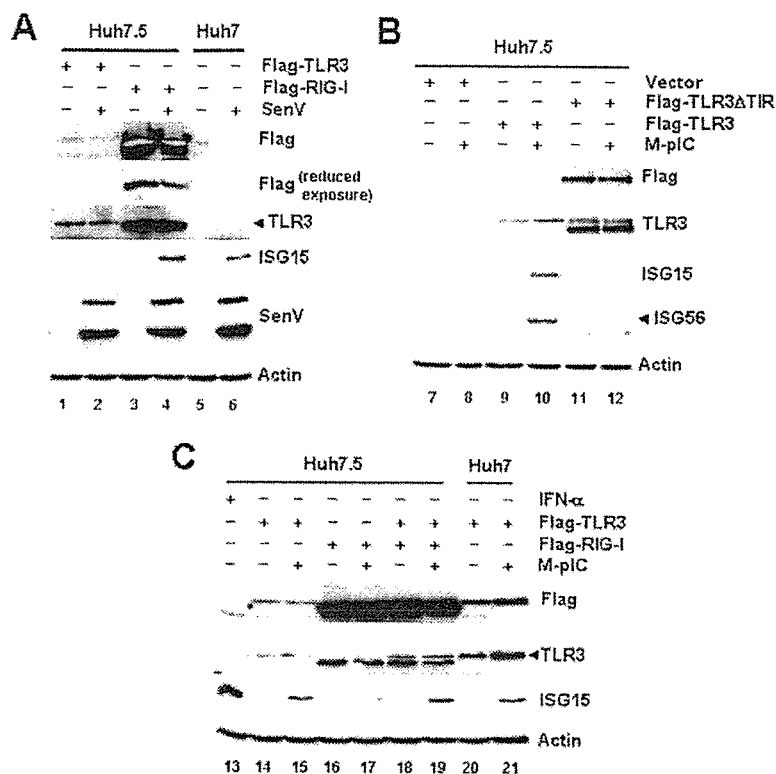 A
Huh7.5 Huh7
+ + – – – – Flag-TLR3
– – + + – – Flag-RIG-I
– + – + – + SenV
Flag
Flag (reduced exposure)
◄TLR3
ISG15
SenV
Actin
1 2 3 4 5 6
B
Huh7.5
+ + – – – – Vector
– – – – + + Flag-TLR3ΔTIR
– – + + – – Flag-TLR3
– + – + – + M-pIC
Flag
TLR3
ISG15
◄ISG56
Actin
7 8 9 10 11 12
C
Huh7.5 Huh7
+ – – – – – – – – IFN-α
– + + – – + + + + Flag-TLR3
– – – + + + + – – Flag-RIG-I
– – + – + – + – + M-pIC
Flag
◄TLR3
ISG15
Actin
13 14 15 16 17 18 19 20 21